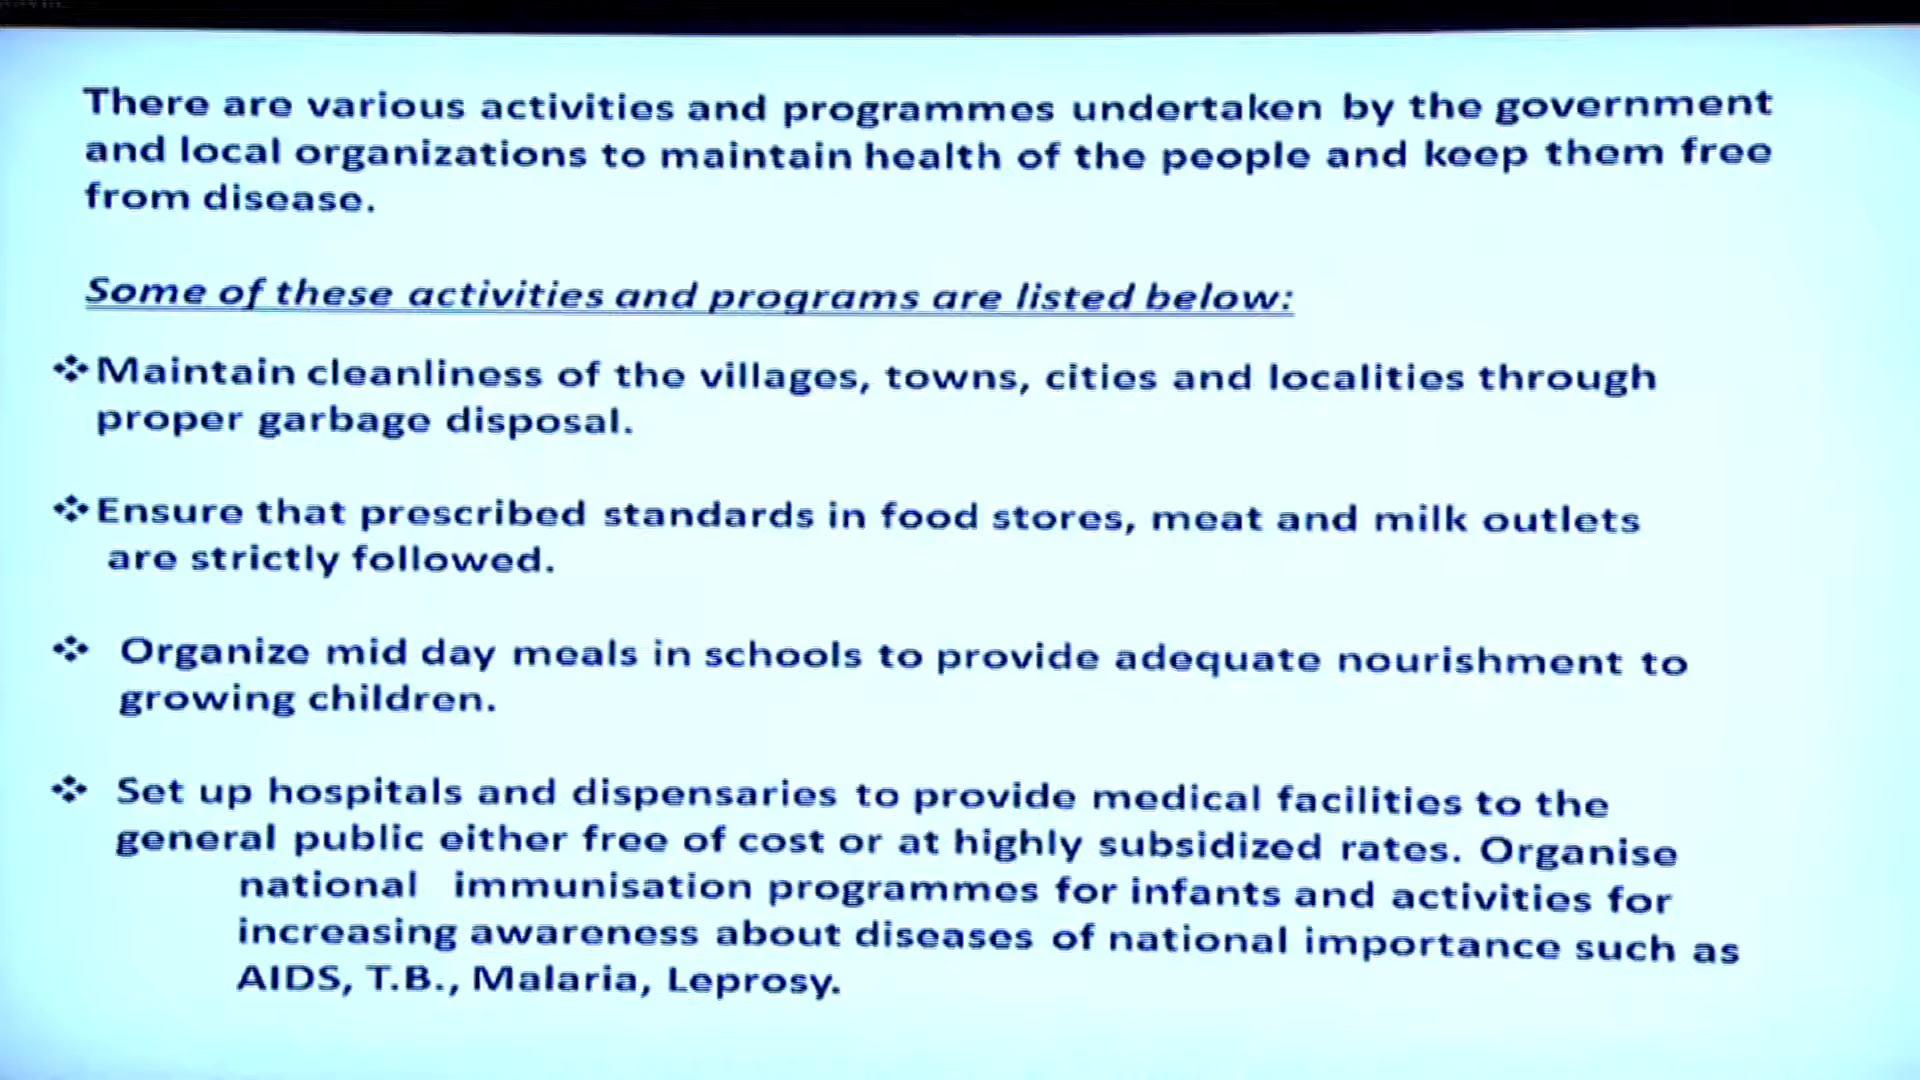 There are various activities and programmes undertaken by the government
and local organizations to maintain health of the people and keep them free
from disease.
Some of these activities and programs are listed below:
❖Maintain cleanliness of the villages, towns, cities and localities through
proper garbage disposal.
❖Ensure that prescribed standards in food stores, meat and milk outlets
are strictly followed.
❖ Organize mid day meals in schools to provide adequate nourishment to
growing children.
❖ Set up hospitals and dispensaries to provide medical facilities to the
general public either free of cost or at highly subsidized rates. Organise
national immunisation programmes for infants and activities for
increasing awareness about diseases of national importance such as
AIDS, T.B., Malaria, Leprosy.